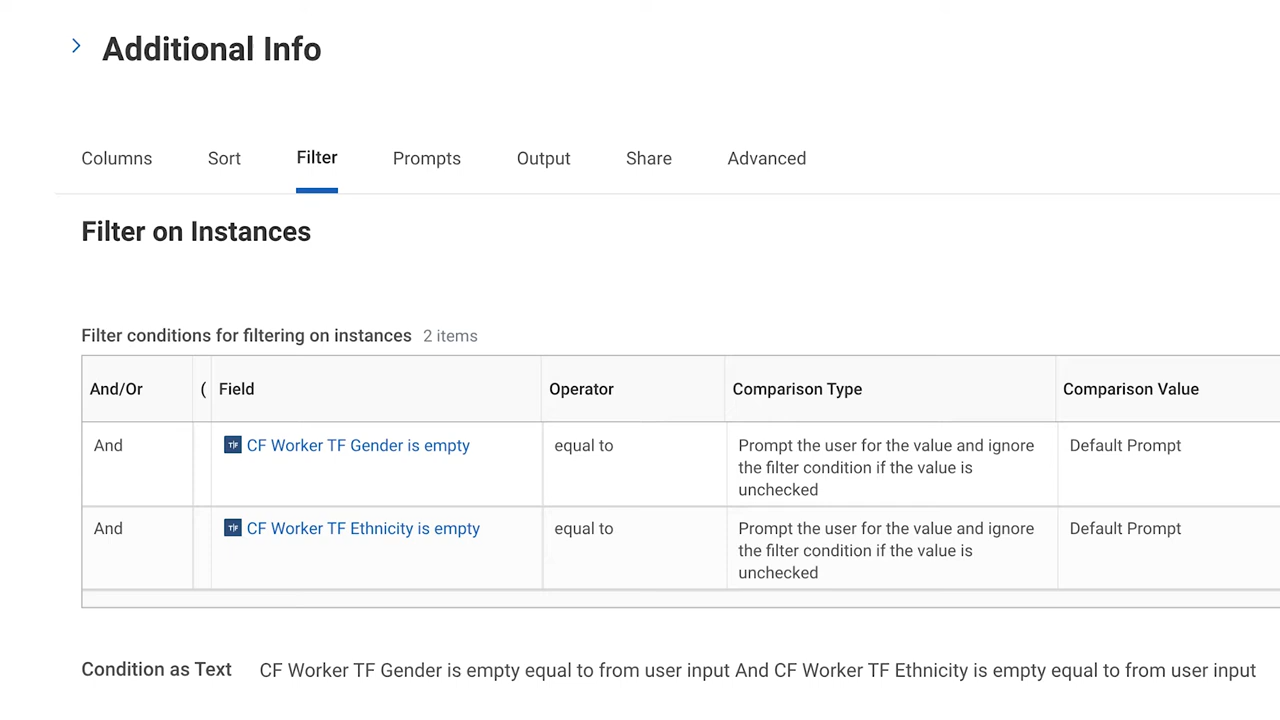 Additional Info
Columns Sort Filter Prompts Output Share Advanced
Filter on Instances
Filter conditions for filtering on instances 2 items
And/Or ( Field Operator Comparison Type Comparison Value
And T|F CF Worker TF Gender is empty equal to Prompt the user for the value and ignore Default Prompt
the filter condition if the value is
unchecked
And T|F CF Worker TF Ethnicity is empty equal to Prompt the user for the value and ignore Default Prompt
the filter condition if the value is
unchecked
Condition as Text CF Worker TF Gender is empty equal to from user input And CF Worker TF Ethnicity is empty equal to from user input